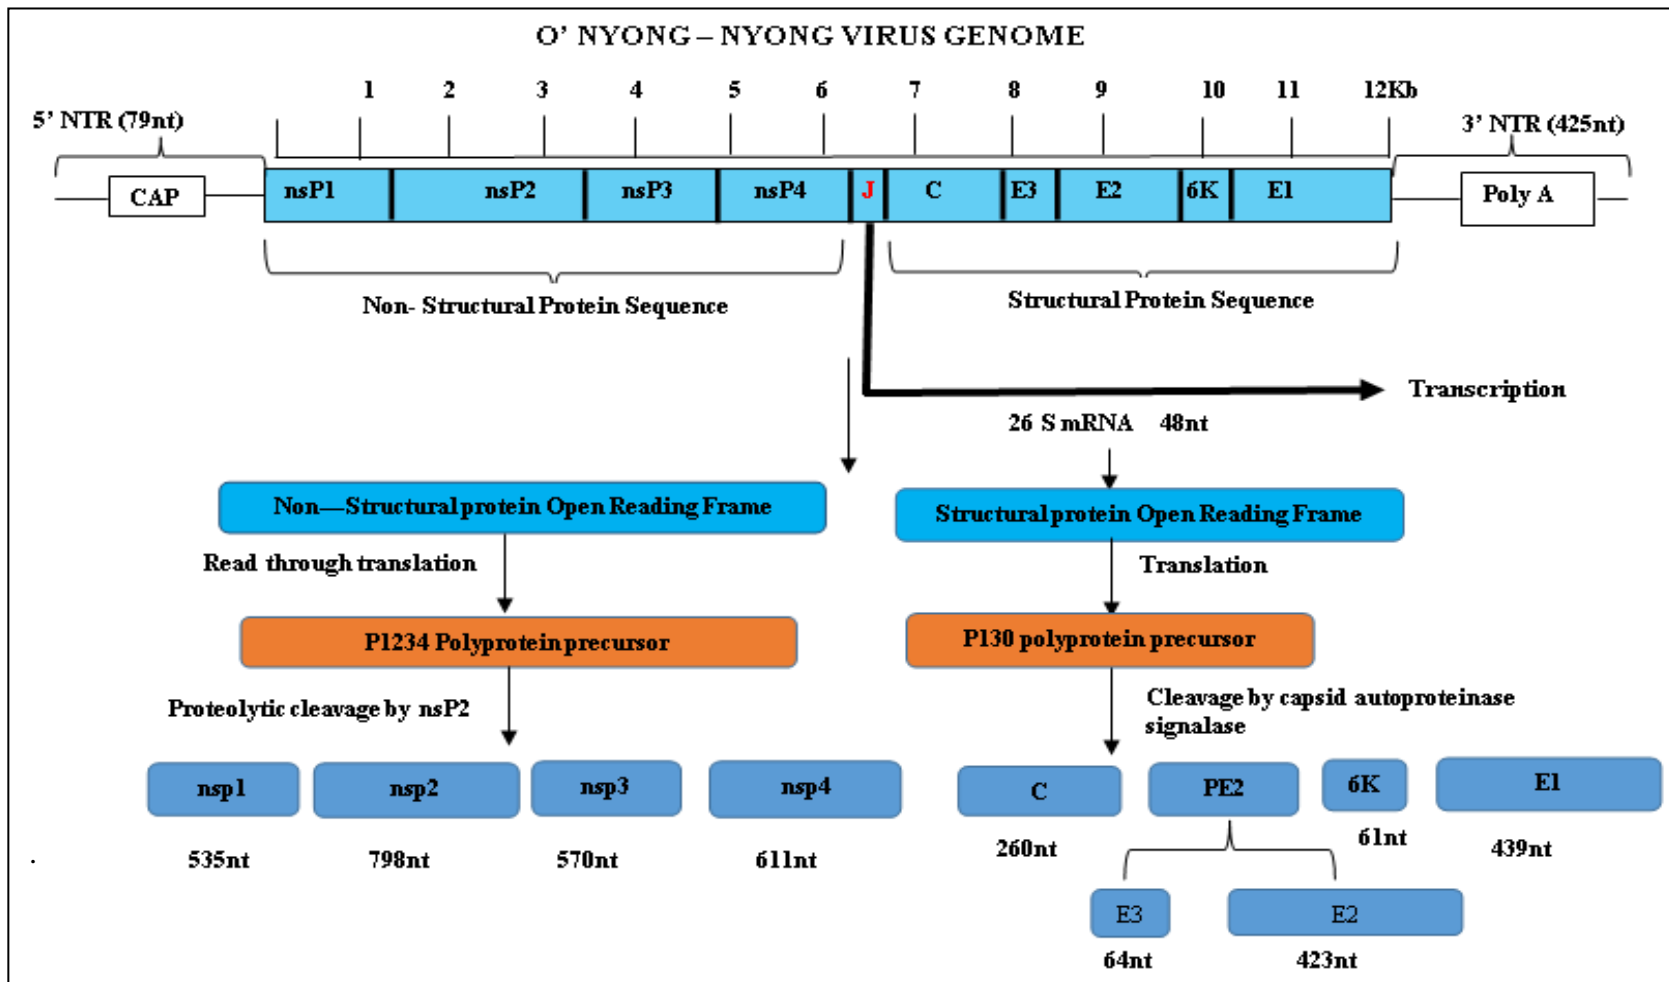 O' NYONG – NYONG VIRUS GENOME
1 2 3 4 5 6 7 8 9 10 11 12Kb
5' NTR (79nt)
3' NTR (425nt)
CAP
nsP1 nsP2 nsP3 nsP4 J C E3 E2 6K E1
Poly A
Non- Structural Protein Sequence
Structural Protein Sequence
Transcription
26 S mRNA 48nt
Non—Structural protein Open Reading Frame
Structural protein Open Reading Frame
Read through translation
Translation
P1234 Polyprotein precursor
P130 polyprotein precursor
Proteolytic cleavage by nsP2
Cleavage by capsid autoproteinase
signalase
nsp1 nsp2 nsp3 nsp4
C PE2 6K E1
535nt 798nt 570nt 611nt
260nt 61nt 439nt
.
E3 E2
64nt 423nt